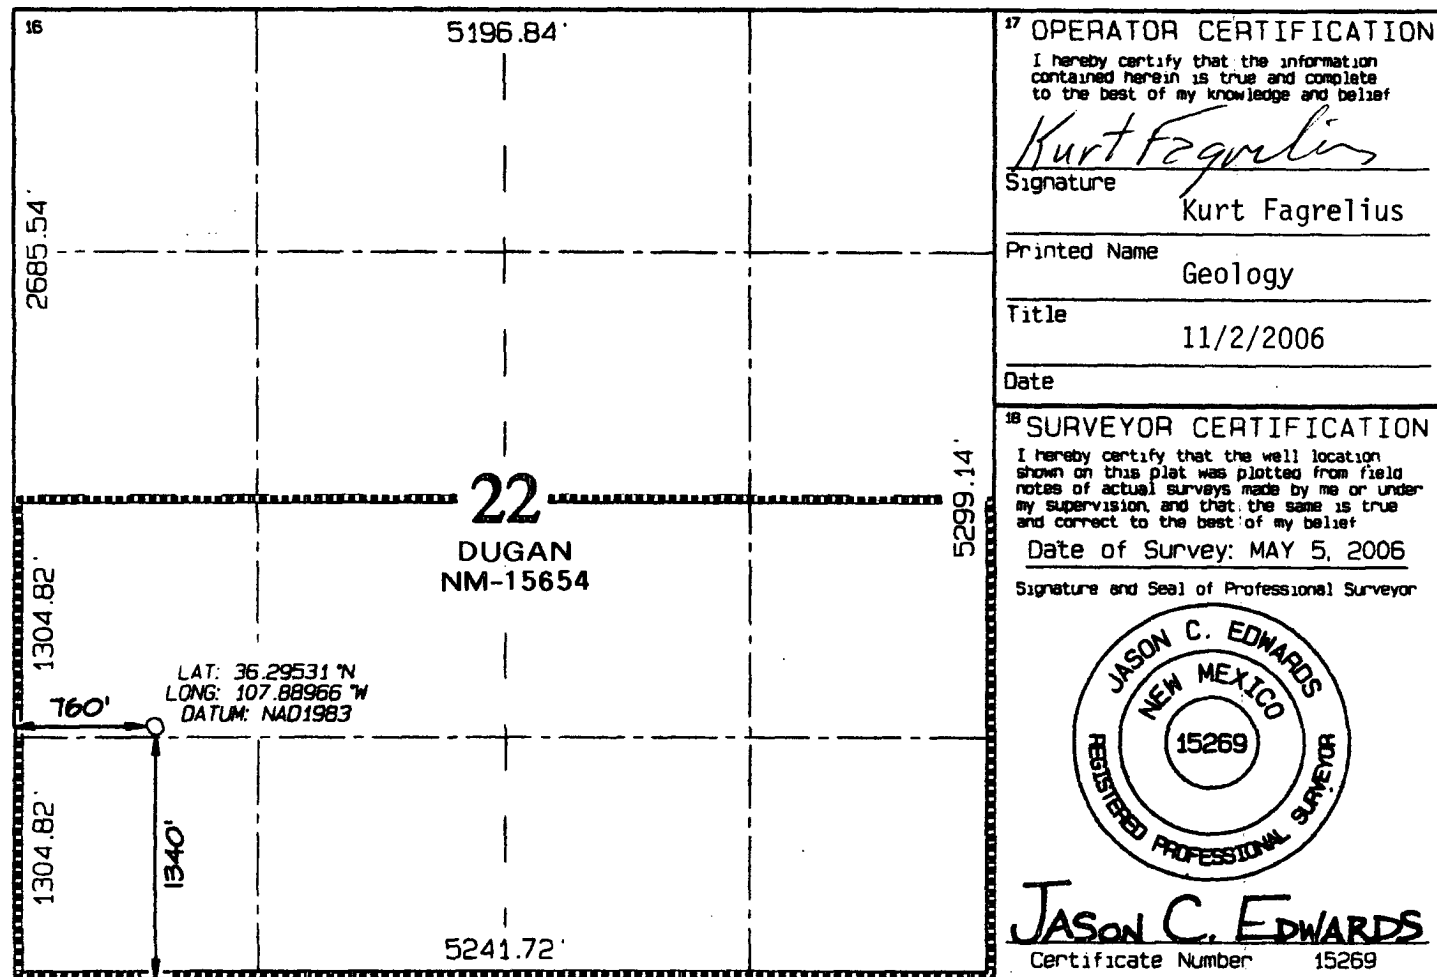 16
5196.84'
2685.54'
22
DUGAN
NM-15654
5299.14'
1304.82'
LAT: 36.29531 °N
LONG: 107.88966 °W
DATUM: NAD1983
760'
1304.82'
1340'
5241.72'
17 OPERATOR CERTIFICATION
I hereby certify that the information
contained herein is true and complete
to the best of my knowledge and belief
Kurt Fagrelius
Signature
Kurt Fagrelius
Printed Name
Geology
Title
11/2/2006
Date
18 SURVEYOR CERTIFICATION
I hereby certify that the well location
shown on this plat was plotted from field
notes of actual surveys made by me or under
my supervision, and that the same is true
and correct to the best of my belief
Date of Survey: MAY 5, 2006
Signature and Seal of Professional Surveyor
JASON C. EDWARDS
NEW MEXICO
15269
REGISTERED PROFESSIONAL SURVEYOR
JASON C. EDWARDS
Certificate Number 15269